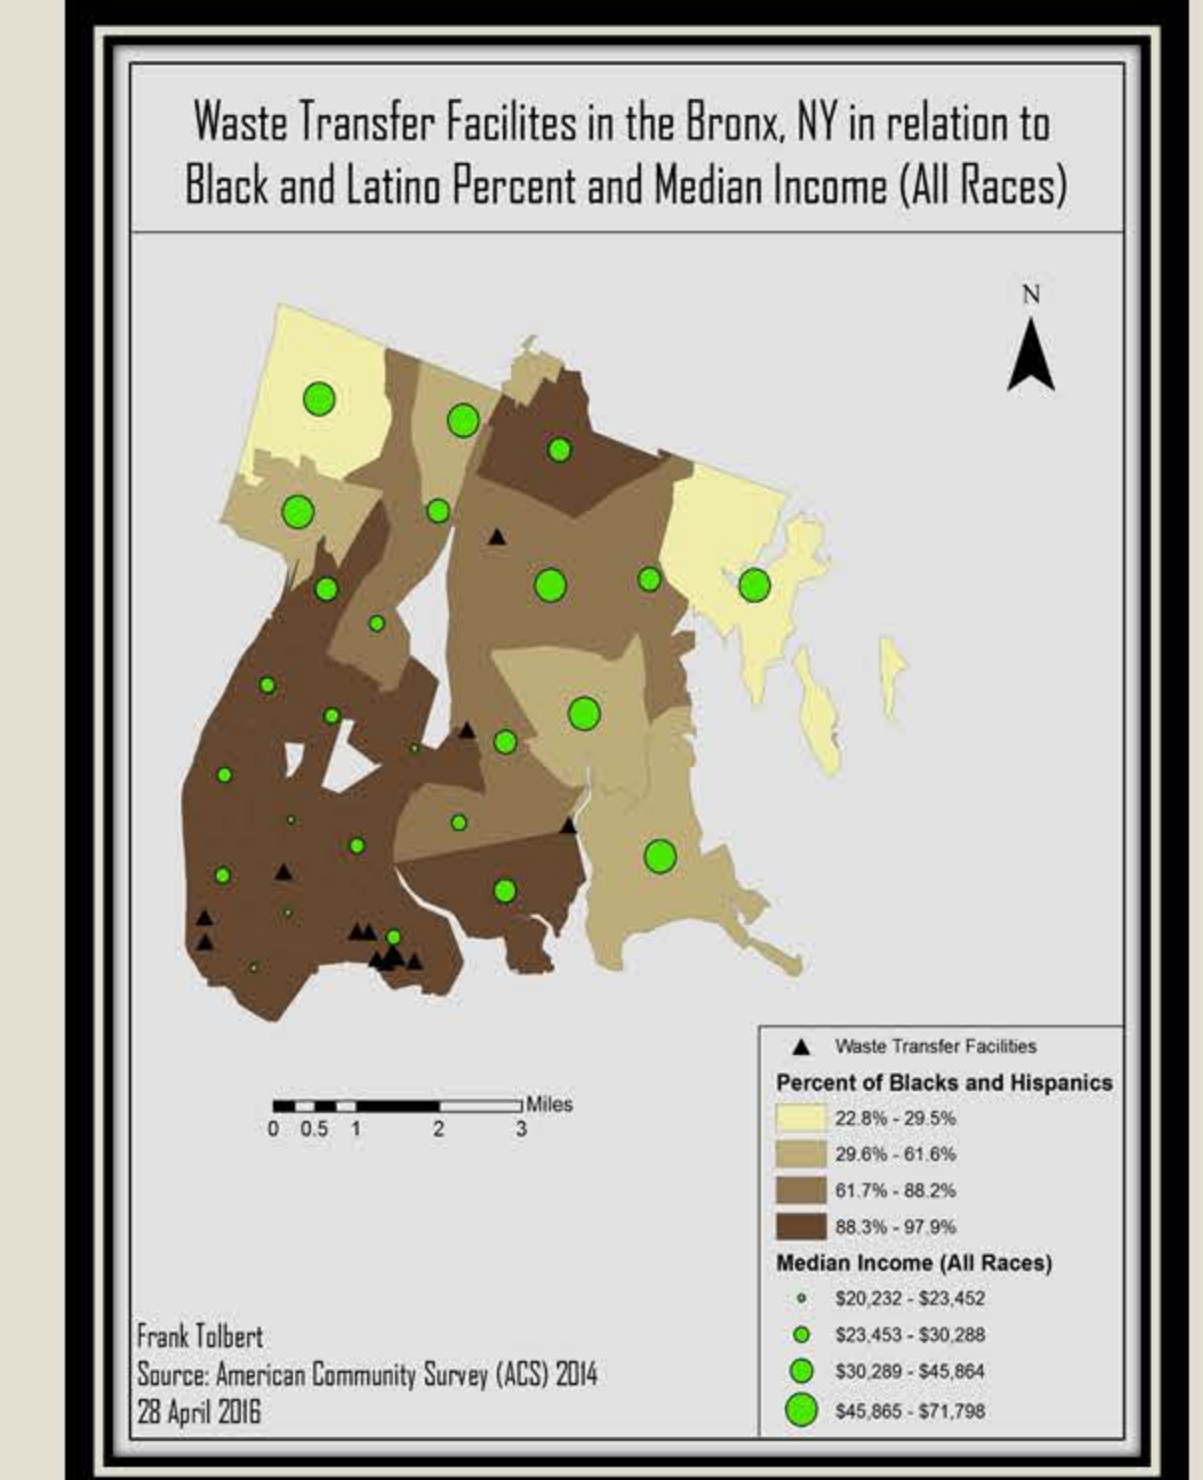 Waste Transfer Facilites in the Bronx, NY in relation to
Black and Latino Percent and Median Income (All Races)
N
Waste Transfer Facilities
Percent of Blacks and Hispanics
22.8% - 29.5%
29.6% - 61.6%
61.7% - 88.2%
88.3% - 97.9%
Median Income (All Races)
$20,232 - $23,452
$23,453 - $30,288
$30,289 - $45,864
$45,865 - $71,798
Miles
0 0.5 1 2 3
Frank Tolbert
Source: American Community Survey (ACS) 2014
28 April 2016